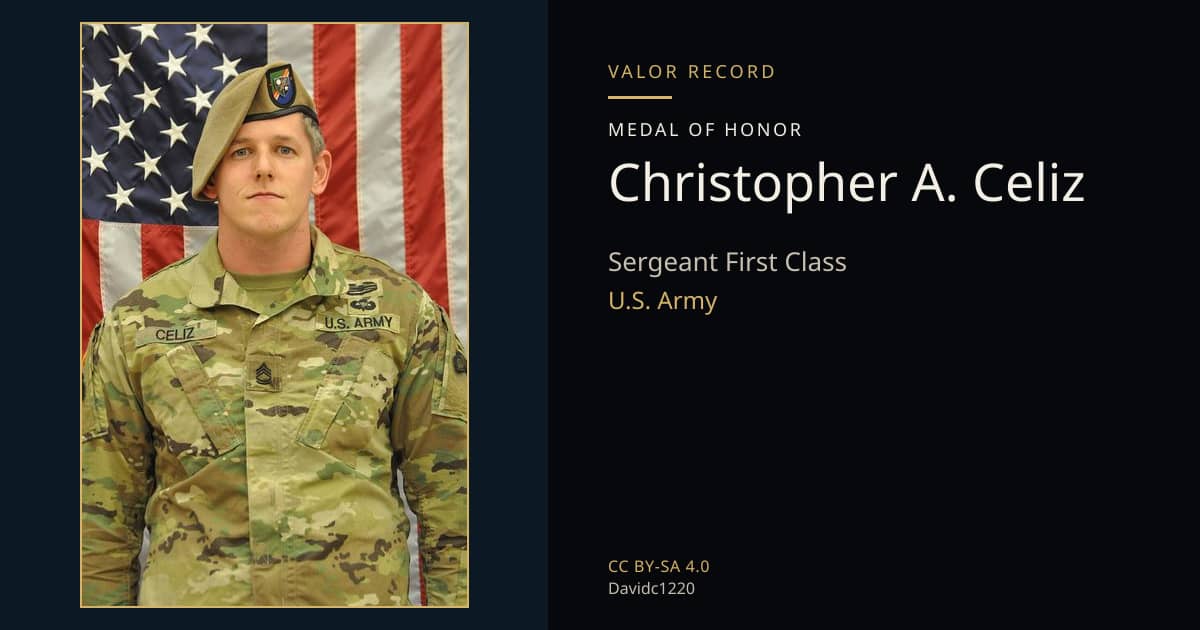 VALOR RECORD
MEDAL OF HONOR
Christopher A. Celiz
Sergeant First Class
U.S. Army
CELIZ
U.S. ARMY
CC BY-SA 4.0
Davidc1220